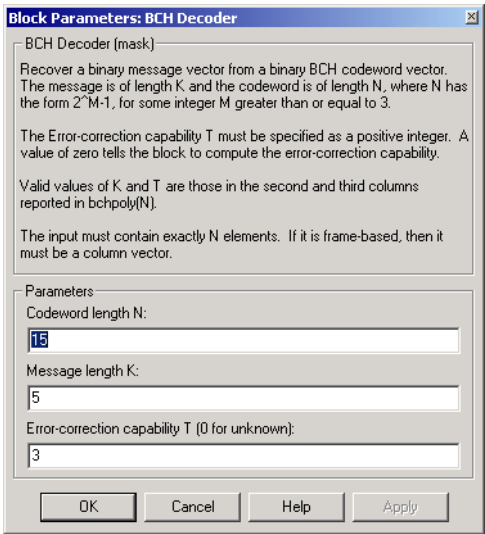 Block Parameters: BCH Decoder
BCH Decoder (mask)
Recover a binary message vector from a binary BCH codeword vector.
The message is of length K and the codeword is of length N, where N has
the form 2^M-1, for some integer M greater than or equal to 3.
The Error-correction capability T must be specified as a positive integer. A
value of zero tells the block to compute the error-correction capability.
Valid values of K and T are those in the second and third columns
reported in bchpoly(N).
The input must contain exactly N elements. If it is frame-based, then it
must be a column vector.
Parameters
Codeword length N:
15
Message length K:
5
Error-correction capability T (0 for unknown):
3
OK Cancel Help Apply